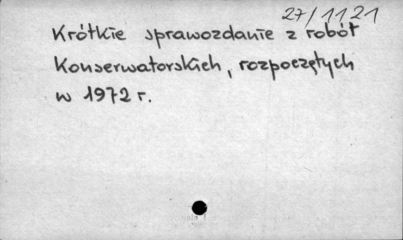 27/1121
Krótkie sprawozdanie z robót
Konserwatorskich, rozpoczętych
w 1972 r.